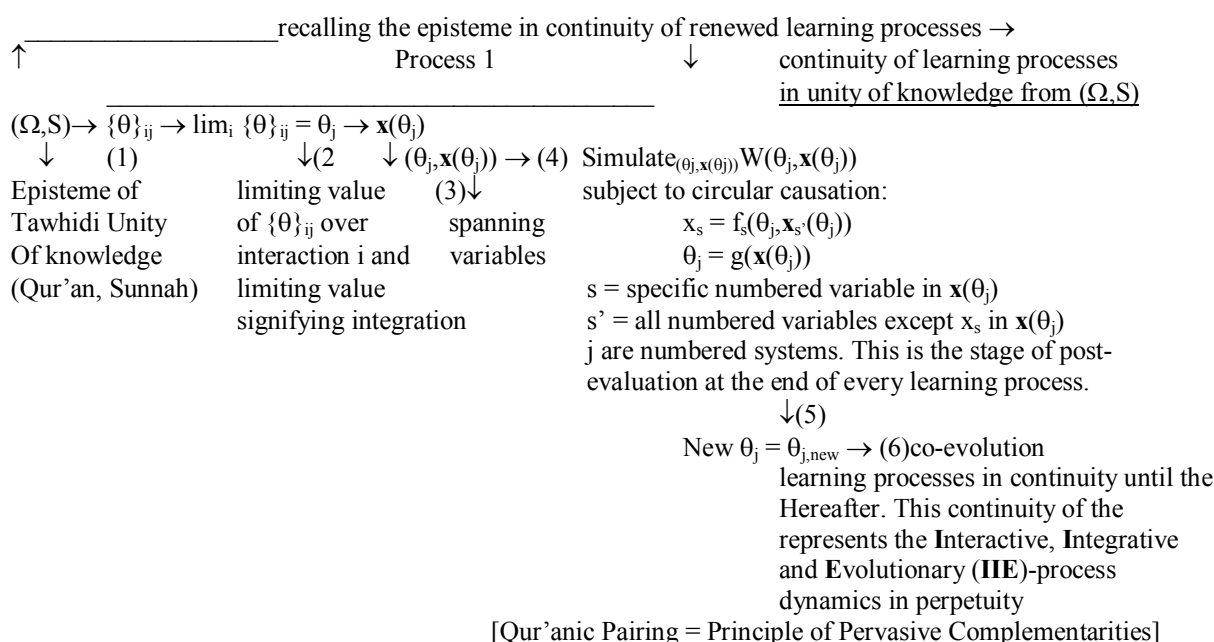 ____________________recalling the episteme in continuity of renewed learning processes →
↑ Process 1 ↓ continuity of learning processes
in unity of knowledge from (Ω,S)
(Ω,S)→ {θ}ij → limi {θ}ij = θj → x(θj)
↓ (1) ↓(2 ↓ (θj,x(θj)) → (4) Simulate(θj,x(θj))W(θj,x(θj))
Episteme of limiting value (3)↓ subject to circular causation:
Tawhidi Unity of {θ}ij over spanning xs = fs(θj,xs’(θj))
Of knowledge interaction i and variables θj = g(x(θj))
(Qur’an, Sunnah) limiting value s = specific numbered variable in x(θj)
signifying integration s’ = all numbered variables except xs in x(θj)
j are numbered systems. This is the stage of post-
evaluation at the end of every learning process.
↓(5)
New θj = θj,new → (6)co-evolution
learning processes in continuity until the
Hereafter. This continuity of the
represents the Interactive, Integrative
and Evolutionary (IIE)-process
dynamics in perpetuity
[Qur’anic Pairing = Principle of Pervasive Complementarities]